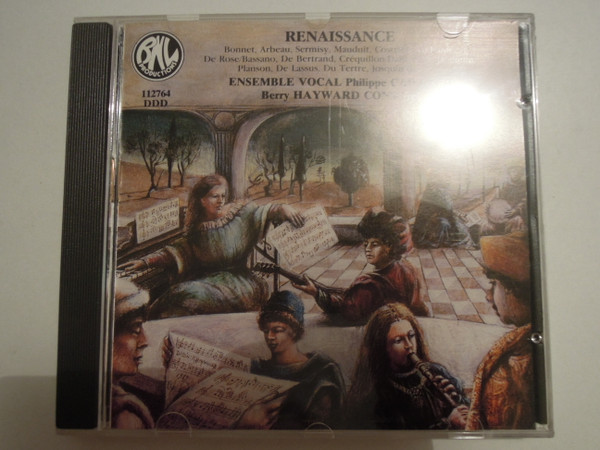 BNL
PRODUCTIONS
112764
DDD
RENAISSANCE
Bonnet, Arbeau, Sermisy, Mauduit,
De Rose/Bassano, De Bertrand, Créquillon,
Planson, De Lassus, Du Tertre,
ENSEMBLE VOCAL Philippe
Berry HAYWARD